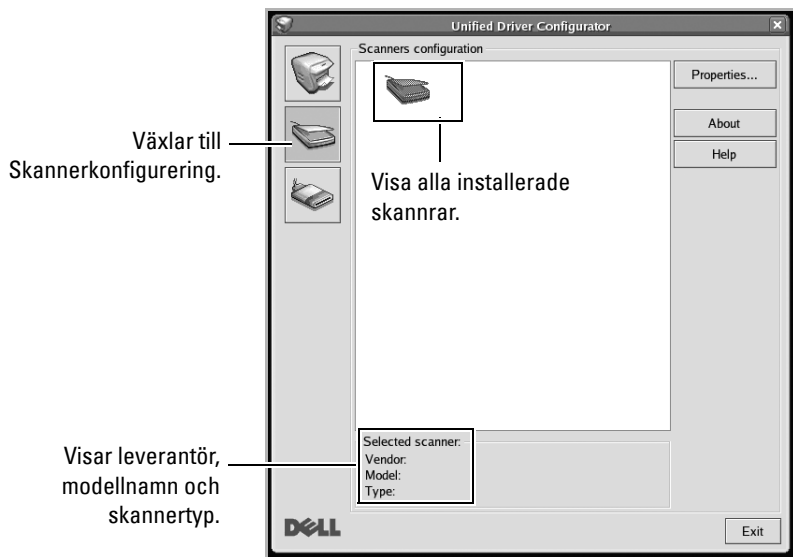 Unified Driver Configurator
Scanners configuration
Properties...
About
Help
Växlar till
Skannerkonfigurering.
Visa alla installerade
skannrar.
Selected scanner:
Vendor:
Model:
Type:
Visar leverantör,
modellnamn och
skannertyp.
DELL
Exit